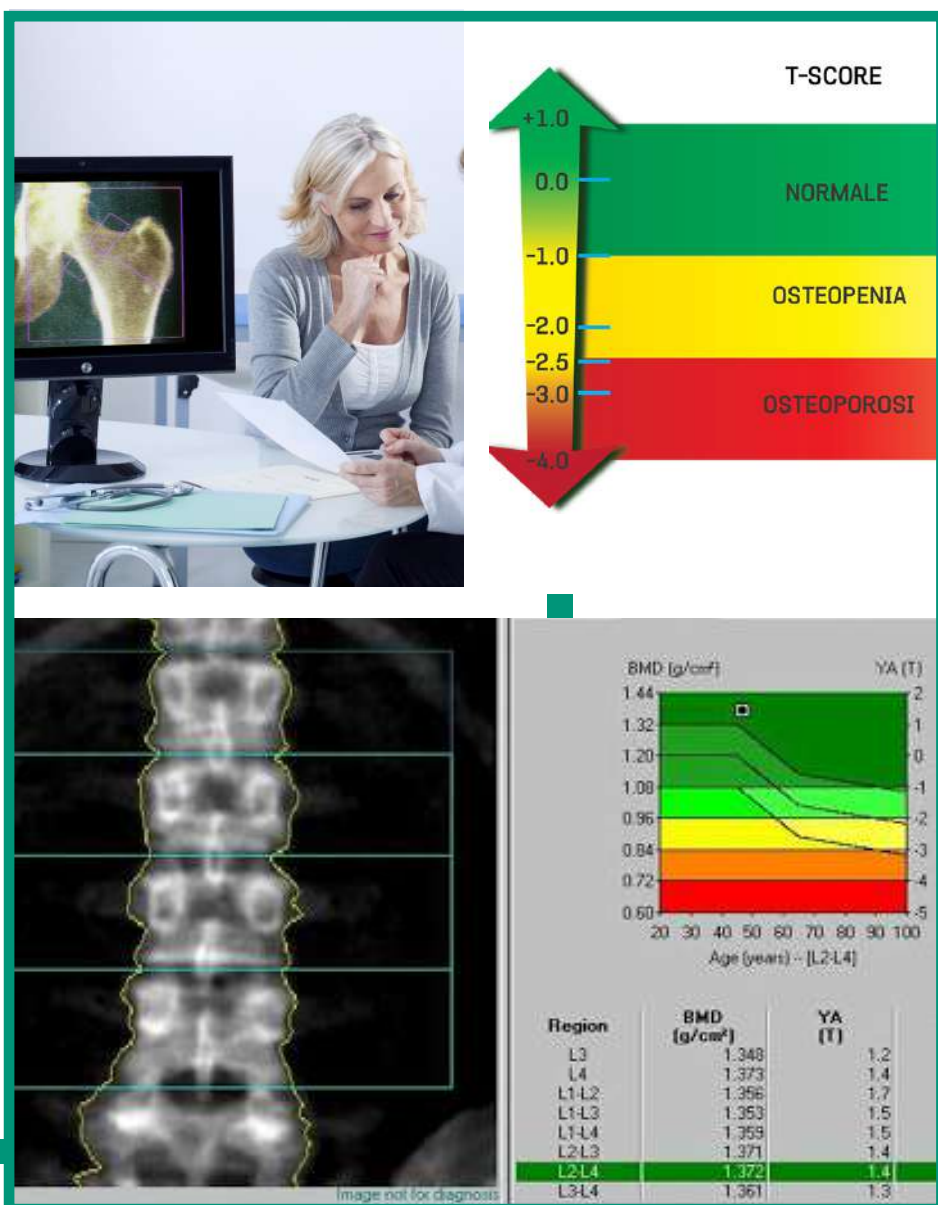 T-SCORE
+1.0
0.0
NORMALE
-1.0
OSTEOPENIA
-2.0
-2.5
-3.0
OSTEOPOROSI
-4.0
BMD (g/cm²) YA (T)
1.44 2
1.32 1
1.20 0
1.08 -1
0.96 -2
0.84 -3
0.72 -4
0.60 -5
20 30 40 50 60 70 80 90 100
Age (years) -- [L2-L4]
Region BMD (g/cm²) YA (T)
L3 1.348 1.2
L4 1.373 1.4
L1-L2 1.356 1.7
L1-L3 1.353 1.5
L1-L4 1.359 1.5
L2-L3 1.371 1.4
L2-L4 1.372 1.4
L3-L4 1.361 1.3
Image not for diagnosis